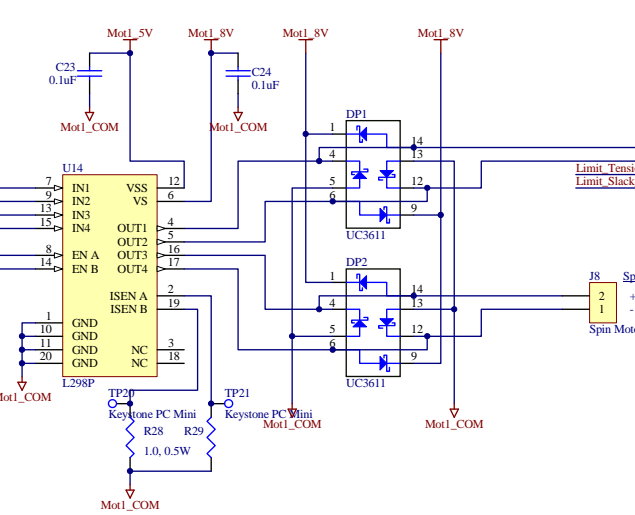 Mot1_5V
Mot1_8V
Mot1_8V
Mot1_8V
C23
0.1uF
C24
0.1uF
Mot1_COM
Mot1_COM
U14
7 IN1
9 IN2
13 IN3
15 IN4
8 EN A
14 EN B
1 GND
10 GND
11 GND
20 GND
VSS 12
VS 6
OUT1 4
OUT2 5
OUT3 16
OUT4 17
ISEN A 2
ISEN B 19
NC 3
NC 18
L298P
DP1
1
4
5
6
14
13
12
9
UC3611
DP2
1
4
5
6
14
13
12
9
UC3611
Limit_Tensi
Limit_Slack
J8
Sp
2 +
1 -
Spin Mot
Mot1_COM
TP20
Keystone PC Mini
TP21
Keystone PC Mini
R28
R29
1.0, 0.5W
Mot1_COM
Mot1_COM
Mot1_COM